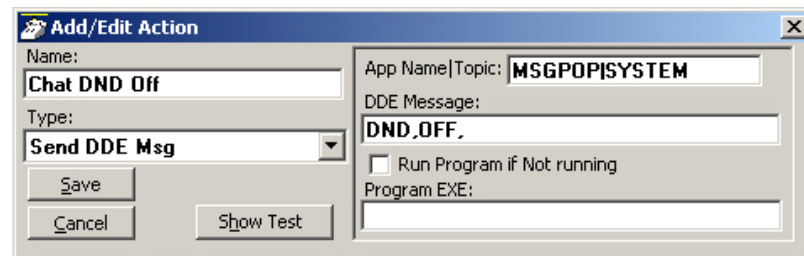 Add/Edit Action
Name:
Chat DND Off
Type:
Send DDE Msg
Save
Cancel
Show Test
App Name|Topic: MSGPOP|SYSTEM
DDE Message:
DND,OFF,
Run Program if Not running
Program EXE: